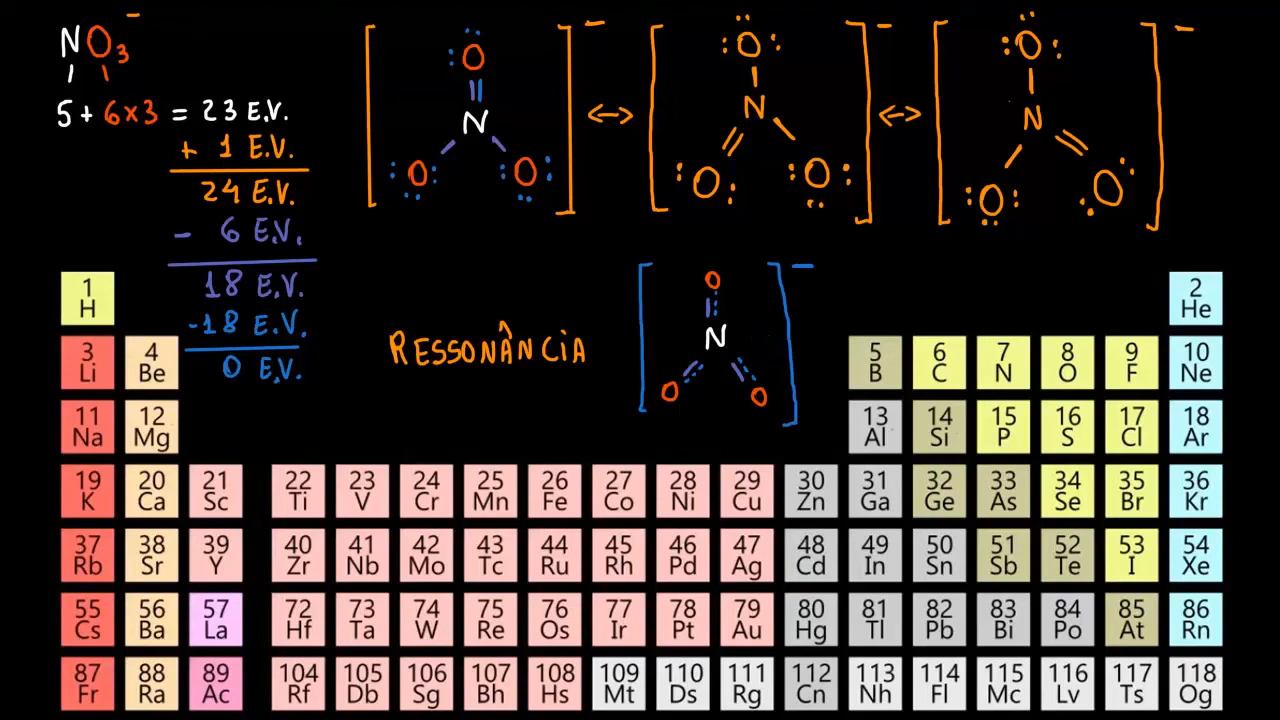 NO₃⁻
5 + 6x3 = 23 E.V.
+ 1 E.V.
24 E.V.
- 6 E.V.
18 E.V.
-18 E.V.
0 E.V.
[O N O O]⁻ ↔ [O N O O]⁻ ↔ [O N O O]⁻
RESSONÂNCIA
[O N O O]⁻
1 2
H He
3 4 5 6 7 8 9 10
Li Be B C N O F Ne
11 12 13 14 15 16 17 18
Na Mg Al Si P S Cl Ar
19 20 21 22 23 24 25 26 27 28 29 30 31 32 33 34 35 36
K Ca Sc Ti V Cr Mn Fe Co Ni Cu Zn Ga Ge As Se Br Kr
37 38 39 40 41 42 43 44 45 46 47 48 49 50 51 52 53 54
Rb Sr Y Zr Nb Mo Tc Ru Rh Pd Ag Cd In Sn Sb Te I Xe
55 56 57 72 73 74 75 76 77 78 79 80 81 82 83 84 85 86
Cs Ba La Hf Ta W Re Os Ir Pt Au Hg Tl Pb Bi Po At Rn
87 88 89 104 105 106 107 108 109 110 111 112 113 114 115 116 117 118
Fr Ra Ac Rf Db Sg Bh Hs Mt Ds Rg Cn Nh Fl Mc Lv Ts Og